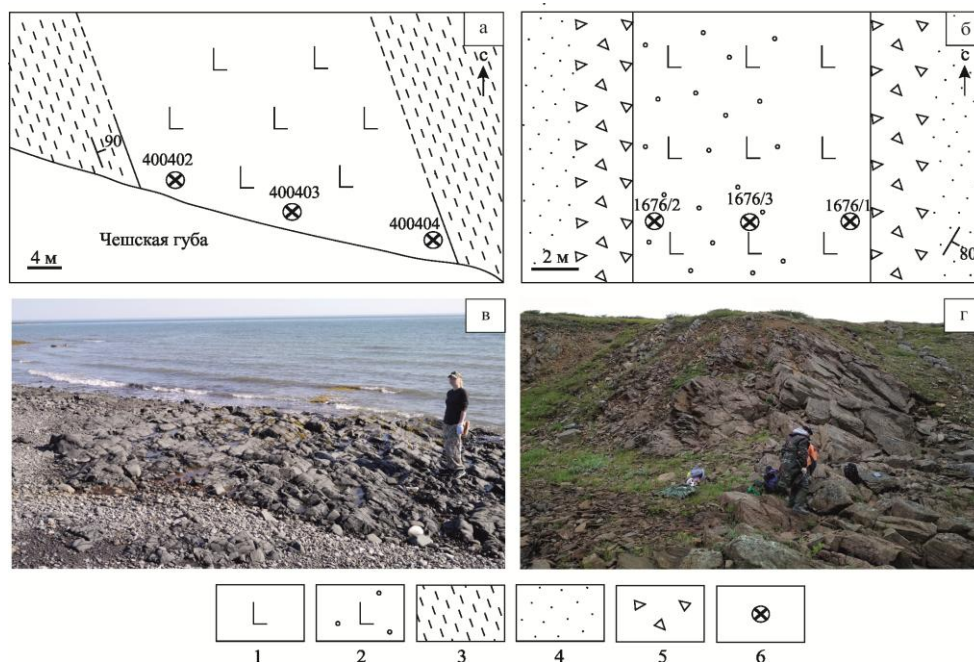 а
с
90
400402
400403
400404
Чешская губа
4 м
б
с
1676/2
1676/3
1676/1
80
2 м
в
г
1 2 3 4 5 6